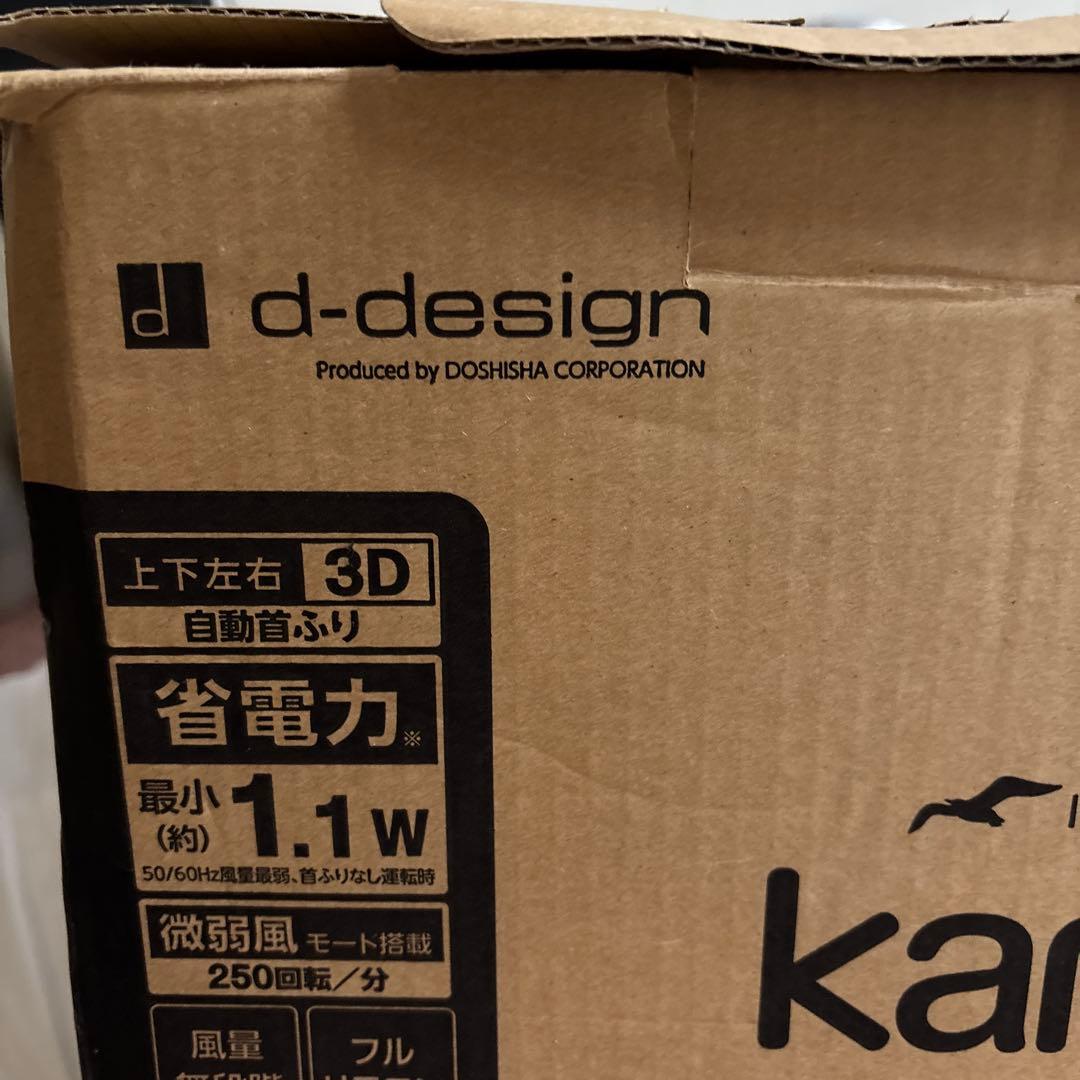 d d-design
Produced by DOSHISHA CORPORATION
上下左右 3D
自動首ふり
省電力※
最小(約) 1.1W
50/60Hz風量最弱、首ふりなし運転時
微弱風 モード搭載
250回転/分
風量
フル
kar